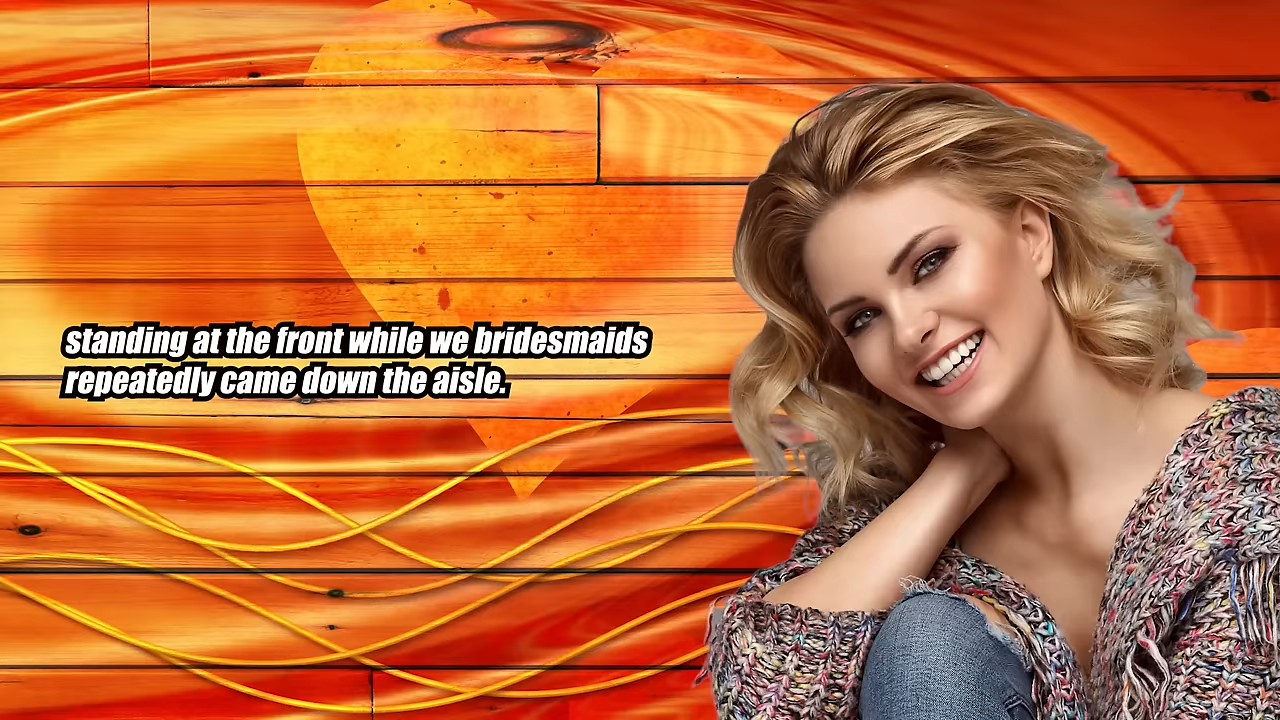 standing at the front while we bridesmaids
repeatedly came down the aisle.